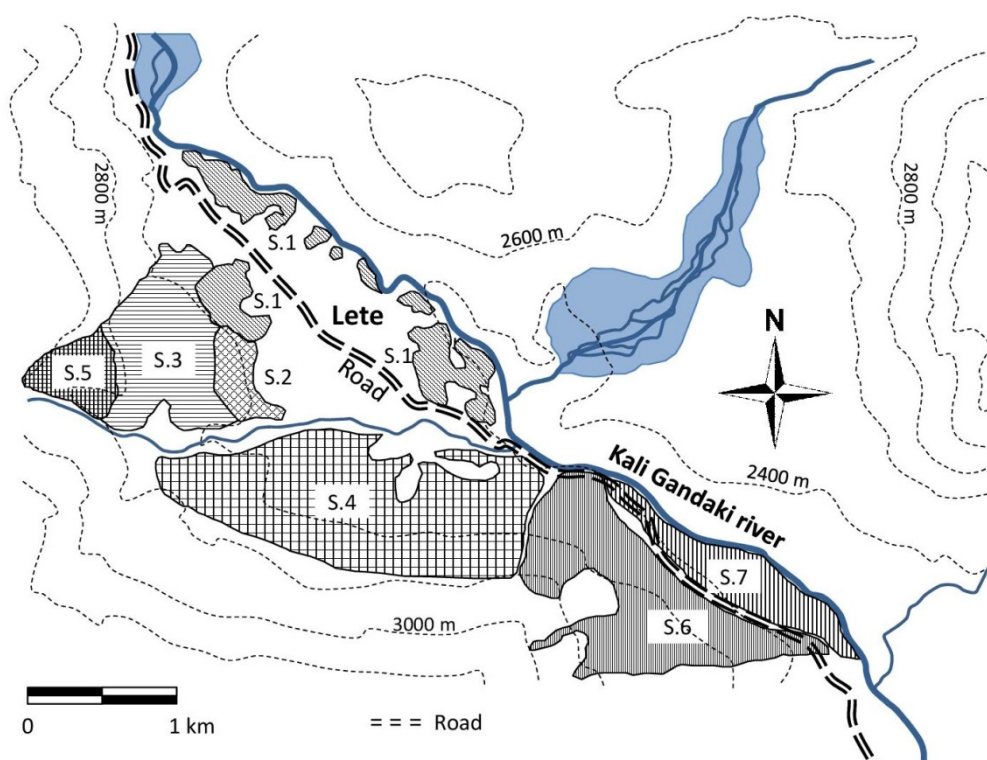 2800 m
2800 m
2600 m
S.1
S.1
Lete
N
S.1
S.3
S.5
S.2
Road
Kali Gandaki river
2400 m
S.4
S.7
3000 m
S.6
0 1 km
Road